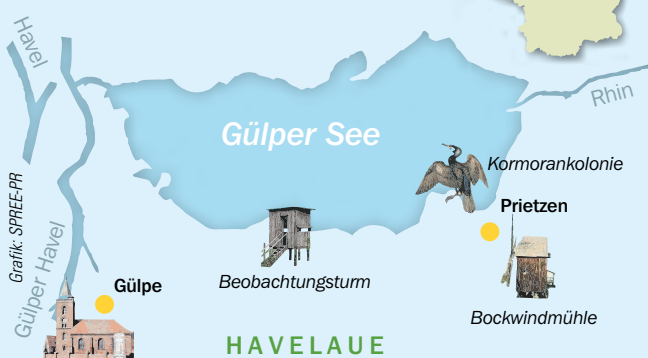 Havel
Rhin
Gülper See
Kormorankolonie
Prietzen
Grafik: SPREE-PR
Gülper Havel
Gülpe
Beobachtungsturm
Bockwindmühle
HAVELAUE